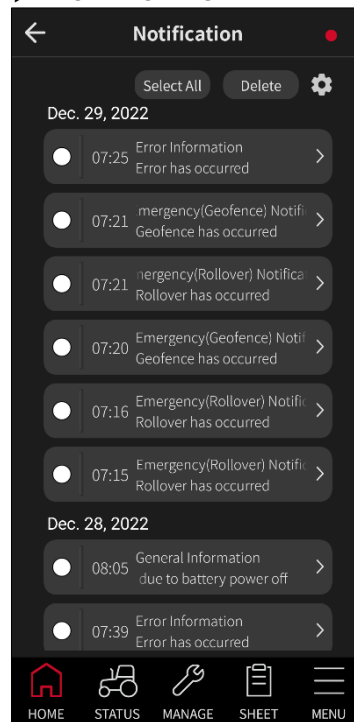 Notification
Select All Delete
Dec. 29, 2022
07:25 Error Information
Error has occurred
07:21 mergency(Geofence) Notifi
Geofence has occurred
07:21 nergency(Rollover) Notifica
Rollover has occurred
07:20 Emergency(Geofence) Notif
Geofence has occurred
07:16 Emergency(Rollover) Notific
Rollover has occurred
07:15 Emergency(Rollover) Notific
Rollover has occurred
Dec. 28, 2022
08:05 General Information
due to battery power off
07:39 Error Information
Error has occurred
HOME STATUS MANAGE SHEET MENU